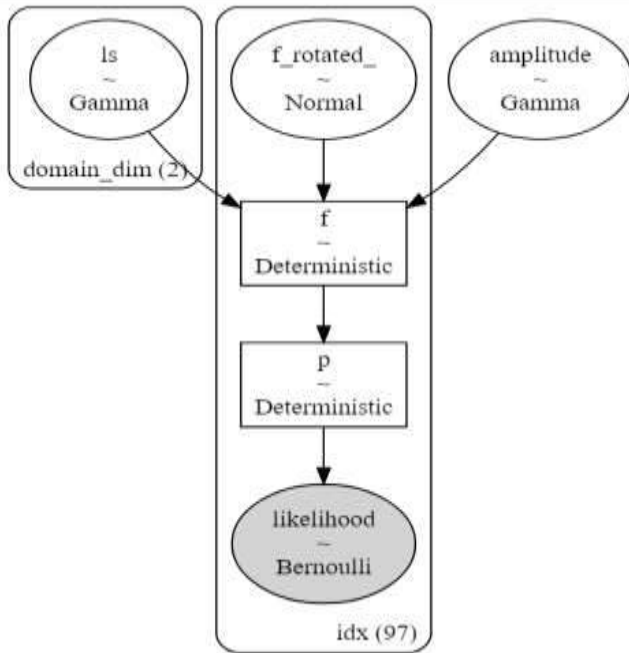 ls
~
Gamma
domain_dim (2)
f_rotated_
~
Normal
amplitude
~
Gamma
f
~
Deterministic
p
~
Deterministic
likelihood
~
Bernoulli
idx (97)